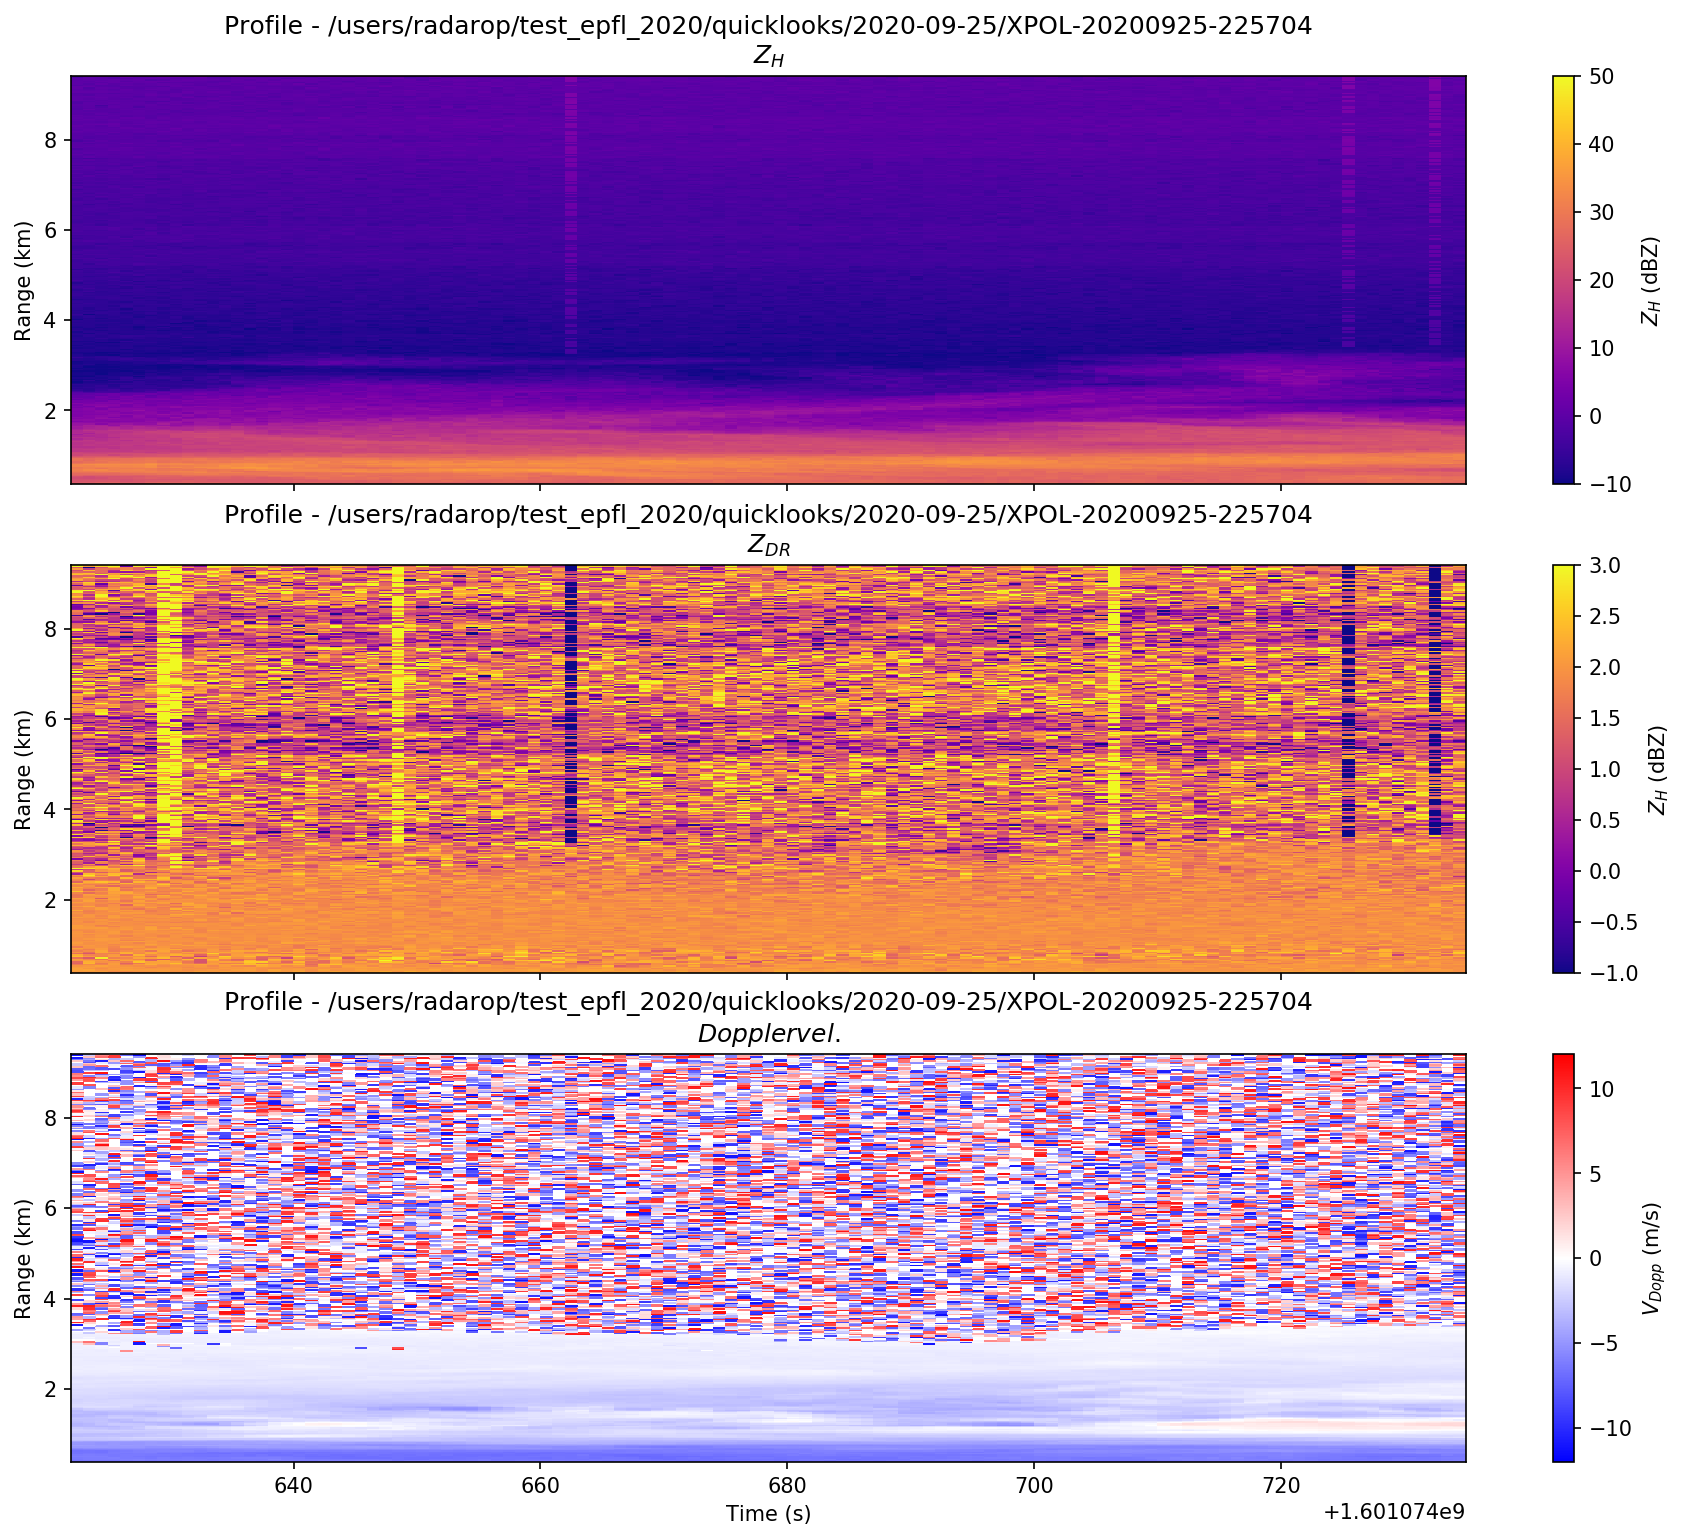 Profile - /users/radarop/test_epfl_2020/quicklooks/2020-09-25/XPOL-20200925-225704
Z_H
50
40
30
20
10
0
−10
Z_H (dBZ)
8
6
4
2
Range (km)
Profile - /users/radarop/test_epfl_2020/quicklooks/2020-09-25/XPOL-20200925-225704
Z_DR
3.0
2.5
2.0
1.5
1.0
0.5
0.0
−0.5
−1.0
Z_H (dBZ)
8
6
4
2
Range (km)
Profile - /users/radarop/test_epfl_2020/quicklooks/2020-09-25/XPOL-20200925-225704
Dopplervel.
10
5
0
−5
−10
V_Dopp (m/s)
8
6
4
2
Range (km)
640 660 680 700 720
Time (s)
+1.601074e9